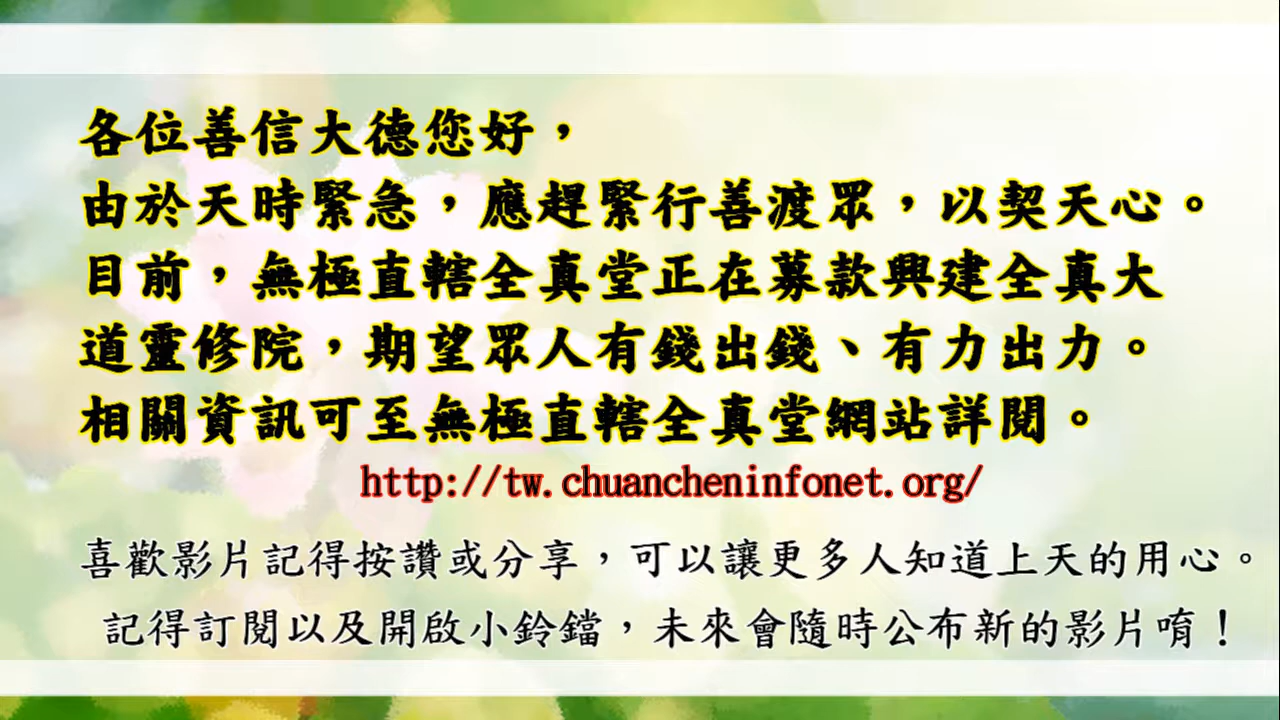 各位善信大德您好，
由於天時緊急，應趕緊行善渡眾，以契天心。
目前，無極直轄全真堂正在募款興建全真大
道靈修院，期望眾人有錢出錢、有力出力。
相關資訊可至無極直轄全真堂網站詳閱。
http://tw.chuancheninfonet.org/
喜歡影片記得按讚或分享，可以讓更多人知道上天的用心。
記得訂閱以及開啟小鈴鐺，未來會隨時公布新的影片唷！